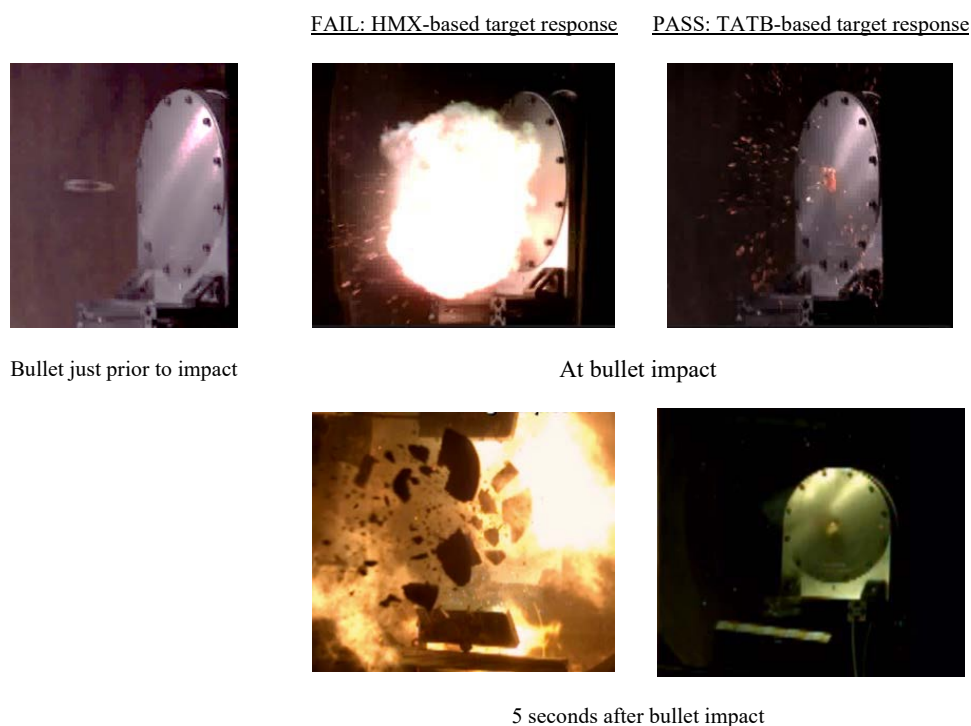 FAIL: HMX-based target response
PASS: TATB-based target response
Bullet just prior to impact
At bullet impact
5 seconds after bullet impact